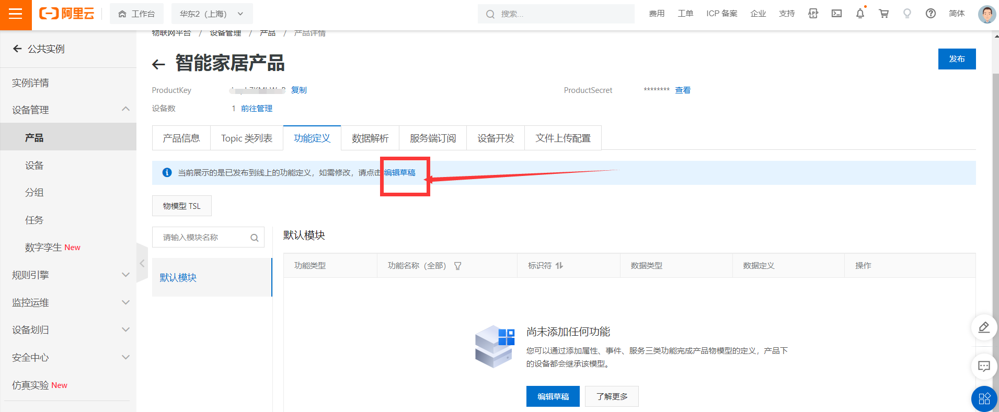 阿里云
工作台
华东2（上海）
搜索...
费用
工单
ICP 备案
企业
支持
APP
简体
公共实例
实例详情
设备管理
产品
设备
分组
任务
数字孪生 New
规则引擎
监控运维
设备划归
安全中心
仿真实验 New
物联网平台 / 设备管理 / 产品 / 产品详情
智能家居产品
发布
ProductKey
复制
ProductSecret
******** 查看
设备数
1 前往管理
产品信息
Topic 类列表
功能定义
数据解析
服务端订阅
设备开发
文件上传配置
当前展示的是已发布到线上的功能定义，如需修改，请点击 编辑草稿
物模型 TSL
请输入模块名称
默认模块
默认模块
功能类型
功能名称（全部）
标识符
数据类型
数据定义
操作
尚未添加任何功能
您可以通过添加属性、事件、服务三类功能完成产品物模型的定义，产品下
的设备都会继承该模型。
编辑草稿
了解更多